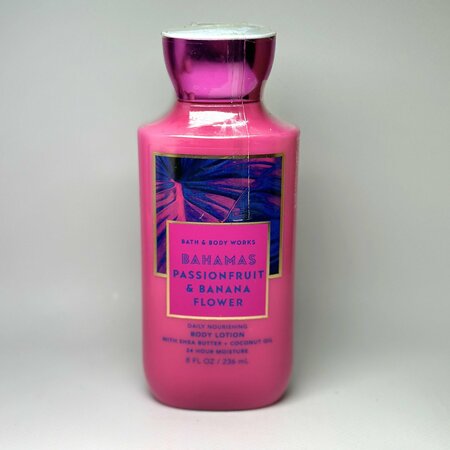 BATH & BODY WORKS
BAHAMAS
PASSIONFRUIT
& BANANA
FLOWER
DAILY NOURISHING
BODY LOTION
WITH SHEA BUTTER + COCONUT OIL
24 HOUR MOISTURE
8 FL OZ / 236 mL